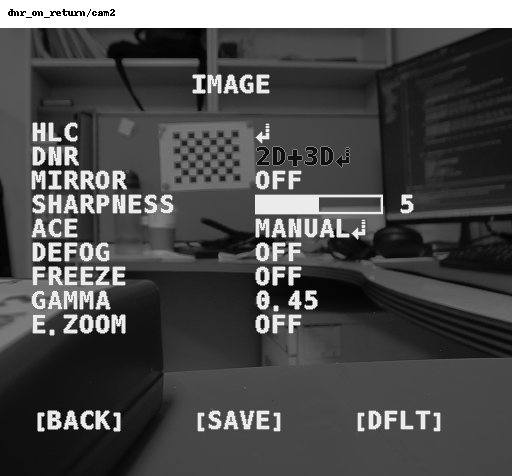 dnr_on_return/cam2
IMAGE
HLC ↲
DNR 2D+3D↲
MIRROR OFF
SHARPNESS 5
ACE MANUAL↲
DEFOG OFF
FREEZE OFF
GAMMA 0.45
E.ZOOM OFF
[BACK] [SAVE] [DFLT]